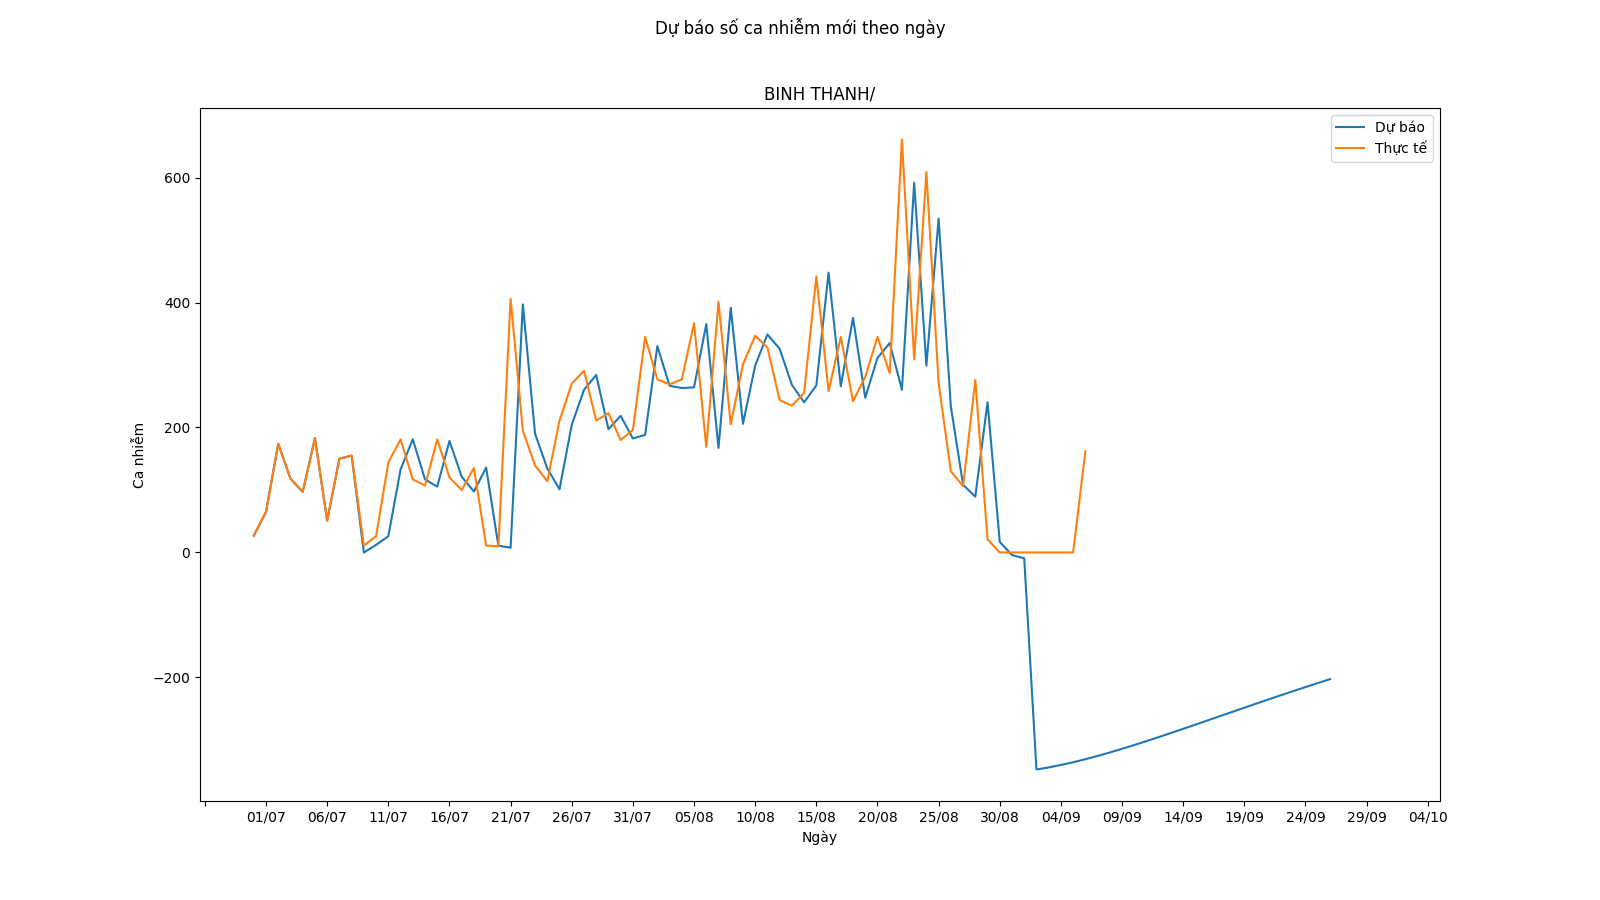 Dự báo số ca nhiễm mới theo ngày
BINH THANH/
Dự báo
Thực tế
600
400
200
0
−200
Ca nhiễm
01/07 06/07 11/07 16/07 21/07 26/07 31/07 05/08 10/08 15/08 20/08 25/08 30/08 04/09 09/09 14/09 19/09 24/09 29/09 04/10
Ngày